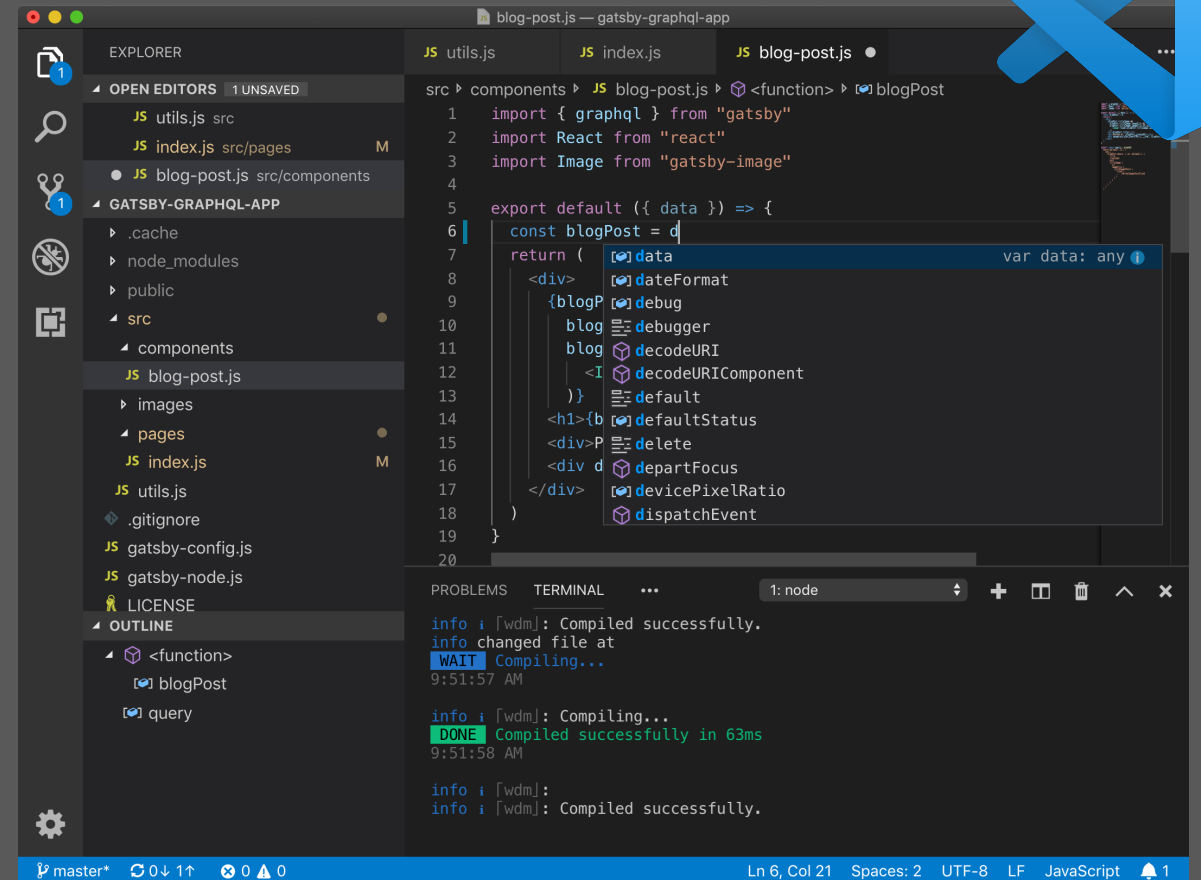 blog-post.js — gatsby-graphql-app
EXPLORER
OPEN EDITORS 1 UNSAVED
JS utils.js src
JS index.js src/pages M
JS blog-post.js src/components
GATSBY-GRAPHQL-APP
.cache
node_modules
public
src
components
JS blog-post.js
images
pages
JS index.js M
JS utils.js
.gitignore
JS gatsby-config.js
JS gatsby-node.js
LICENSE
OUTLINE
<function>
blogPost
query
1
1
JS utils.js JS index.js JS blog-post.js
src components JS blog-post.js <function> blogPost
1 import { graphql } from "gatsby"
2 import React from "react"
3 import Image from "gatsby-image"
4
5 export default ({ data }) => {
6 const blogPost = d
7 return (
8 <div>
9 {blogP
10 blog
11 blog
12 <I
13 )}
14 <h1>{b
15 <div>P
16 <div d
17 </div>
18 )
19 }
20
data var data: any
dateFormat
debug
debugger
decodeURI
decodeURIComponent
default
defaultStatus
delete
departFocus
devicePixelRatio
dispatchEvent
PROBLEMS TERMINAL ••• 1: node
info i ｢wdm｣: Compiled successfully.
info changed file at
WAIT Compiling...
9:51:57 AM
info i ｢wdm｣: Compiling...
DONE Compiled successfully in 63ms
9:51:58 AM
info i ｢wdm｣:
info i ｢wdm｣: Compiled successfully.
master* 0↓ 1↑ 0 0 Ln 6, Col 21 Spaces: 2 UTF-8 LF JavaScript 1